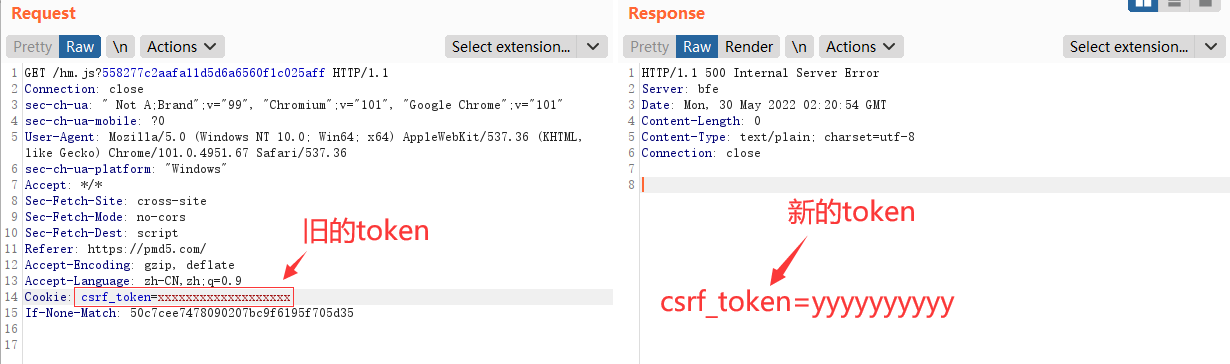 Request
Pretty Raw \n Actions Select extension...
1 GET /hm.js?558277c2aafa11d5d6a6560f1c025aff HTTP/1.1
2 Connection: close
3 sec-ch-ua: " Not A;Brand";v="99", "Chromium";v="101", "Google Chrome";v="101"
4 sec-ch-ua-mobile: ?0
5 User-Agent: Mozilla/5.0 (Windows NT 10.0; Win64; x64) AppleWebKit/537.36 (KHTML,
like Gecko) Chrome/101.0.4951.67 Safari/537.36
6 sec-ch-ua-platform: "Windows"
7 Accept: */*
8 Sec-Fetch-Site: cross-site
9 Sec-Fetch-Mode: no-cors
10 Sec-Fetch-Dest: script
11 Referer: https://pmd5.com/
12 Accept-Encoding: gzip, deflate
13 Accept-Language: zh-CN,zh;q=0.9
14 Cookie: csrf_token=xxxxxxxxxxxxxxxxxxx
15 If-None-Match: 50c7cee7478090207bc9f6195f705d35
16
17
旧的token
Response
Pretty Raw Render \n Actions Select extension...
1 HTTP/1.1 500 Internal Server Error
2 Server: bfe
3 Date: Mon, 30 May 2022 02:20:54 GMT
4 Content-Length: 0
5 Content-Type: text/plain; charset=utf-8
6 Connection: close
7
8
新的token
csrf_token=yyyyyyyyyy